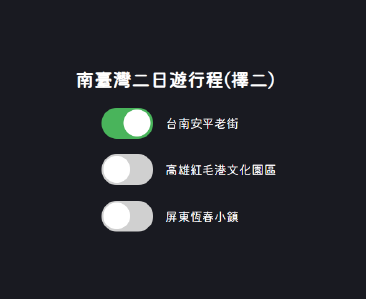 南臺灣二日遊行程(擇二)
台南安平老街
高雄紅毛港文化園區
屏東恆春小鎮